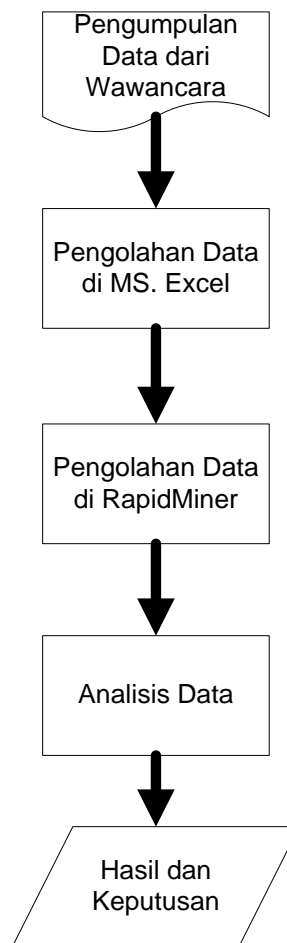 Pengumpulan
Data dari
Wawancara
Pengolahan Data
di MS. Excel
Pengolahan Data
di RapidMiner
Analisis Data
Hasil dan
Keputusan